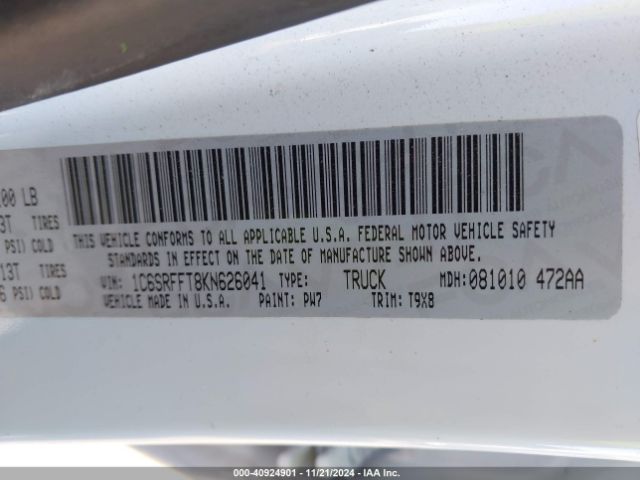 00 LB
3T TIRES
PSI) COLD
13T TIRES
6 PSI) COLD
THIS VEHICLE CONFORMS TO ALL APPLICABLE U.S.A. FEDERAL MOTOR VEHICLE SAFETY
STANDARDS IN EFFECT ON THE DATE OF MANUFACTURE SHOWN ABOVE.
VIN: 1C6SRFFT8KN626041 TYPE: TRUCK MDH:081010 472AA
VEHICLE MADE IN U.S.A. PAINT: PW7 TRIM: T9X8
000-40924901 - 11/21/2024 - IAA Inc.